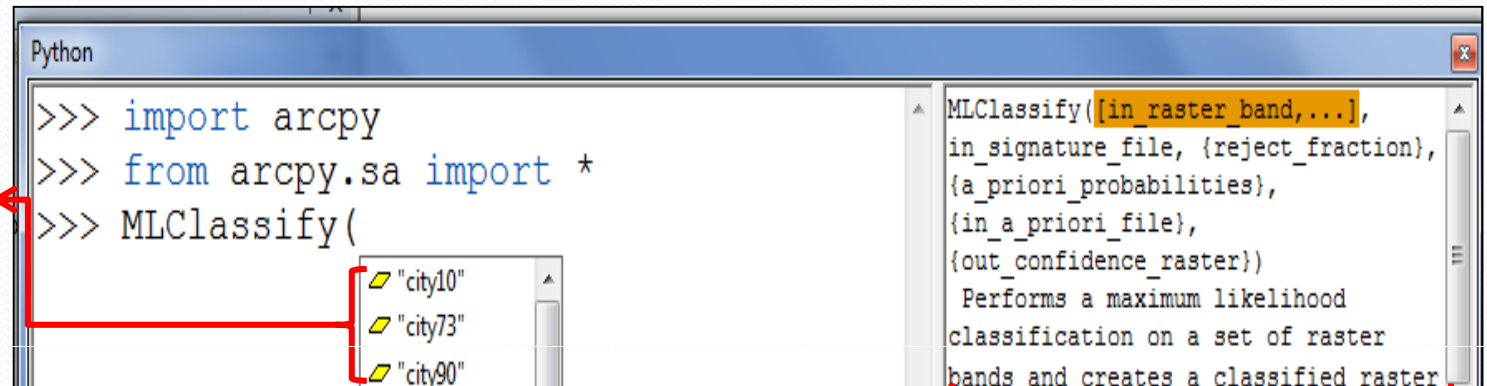 Python
>>> import arcpy
>>> from arcpy.sa import *
>>> MLClassify(
"city10"
"city73"
"city90"
MLClassify([in_raster_band,...],
in_signature_file, {reject_fraction},
{a_priori_probabilities},
{in_a_priori_file},
{out_confidence_raster})
Performs a maximum likelihood
classification on a set of raster
bands and creates a classified raster